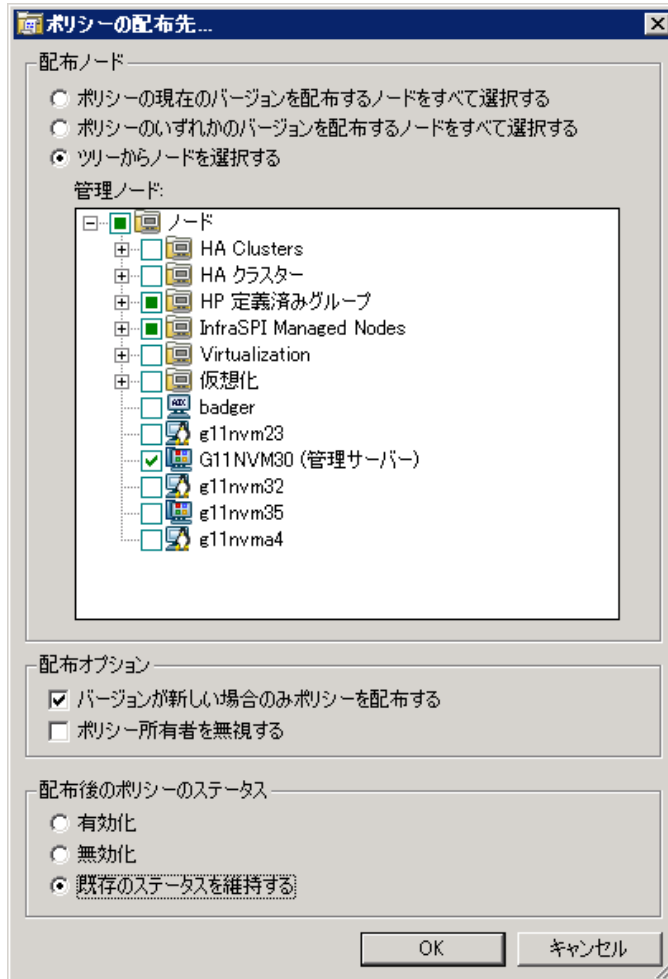 ポリシーの配布先...
配布ノード
ポリシーの現在のバージョンを配布するノードをすべて選択する
ポリシーのいずれかのバージョンを配布するノードをすべて選択する
ツリーからノードを選択する
管理ノード:
ノード
HA Clusters
HA クラスター
HP 定義済みグループ
InfraSPI Managed Nodes
Virtualization
仮想化
badger
g11nvm23
G11NVM30 (管理サーバー)
g11nvm32
g11nvm35
g11nvma4
配布オプション
バージョンが新しい場合のみポリシーを配布する
ポリシー所有者を無視する
配布後のポリシーのステータス
有効化
無効化
既存のステータスを維持する
OK キャンセル